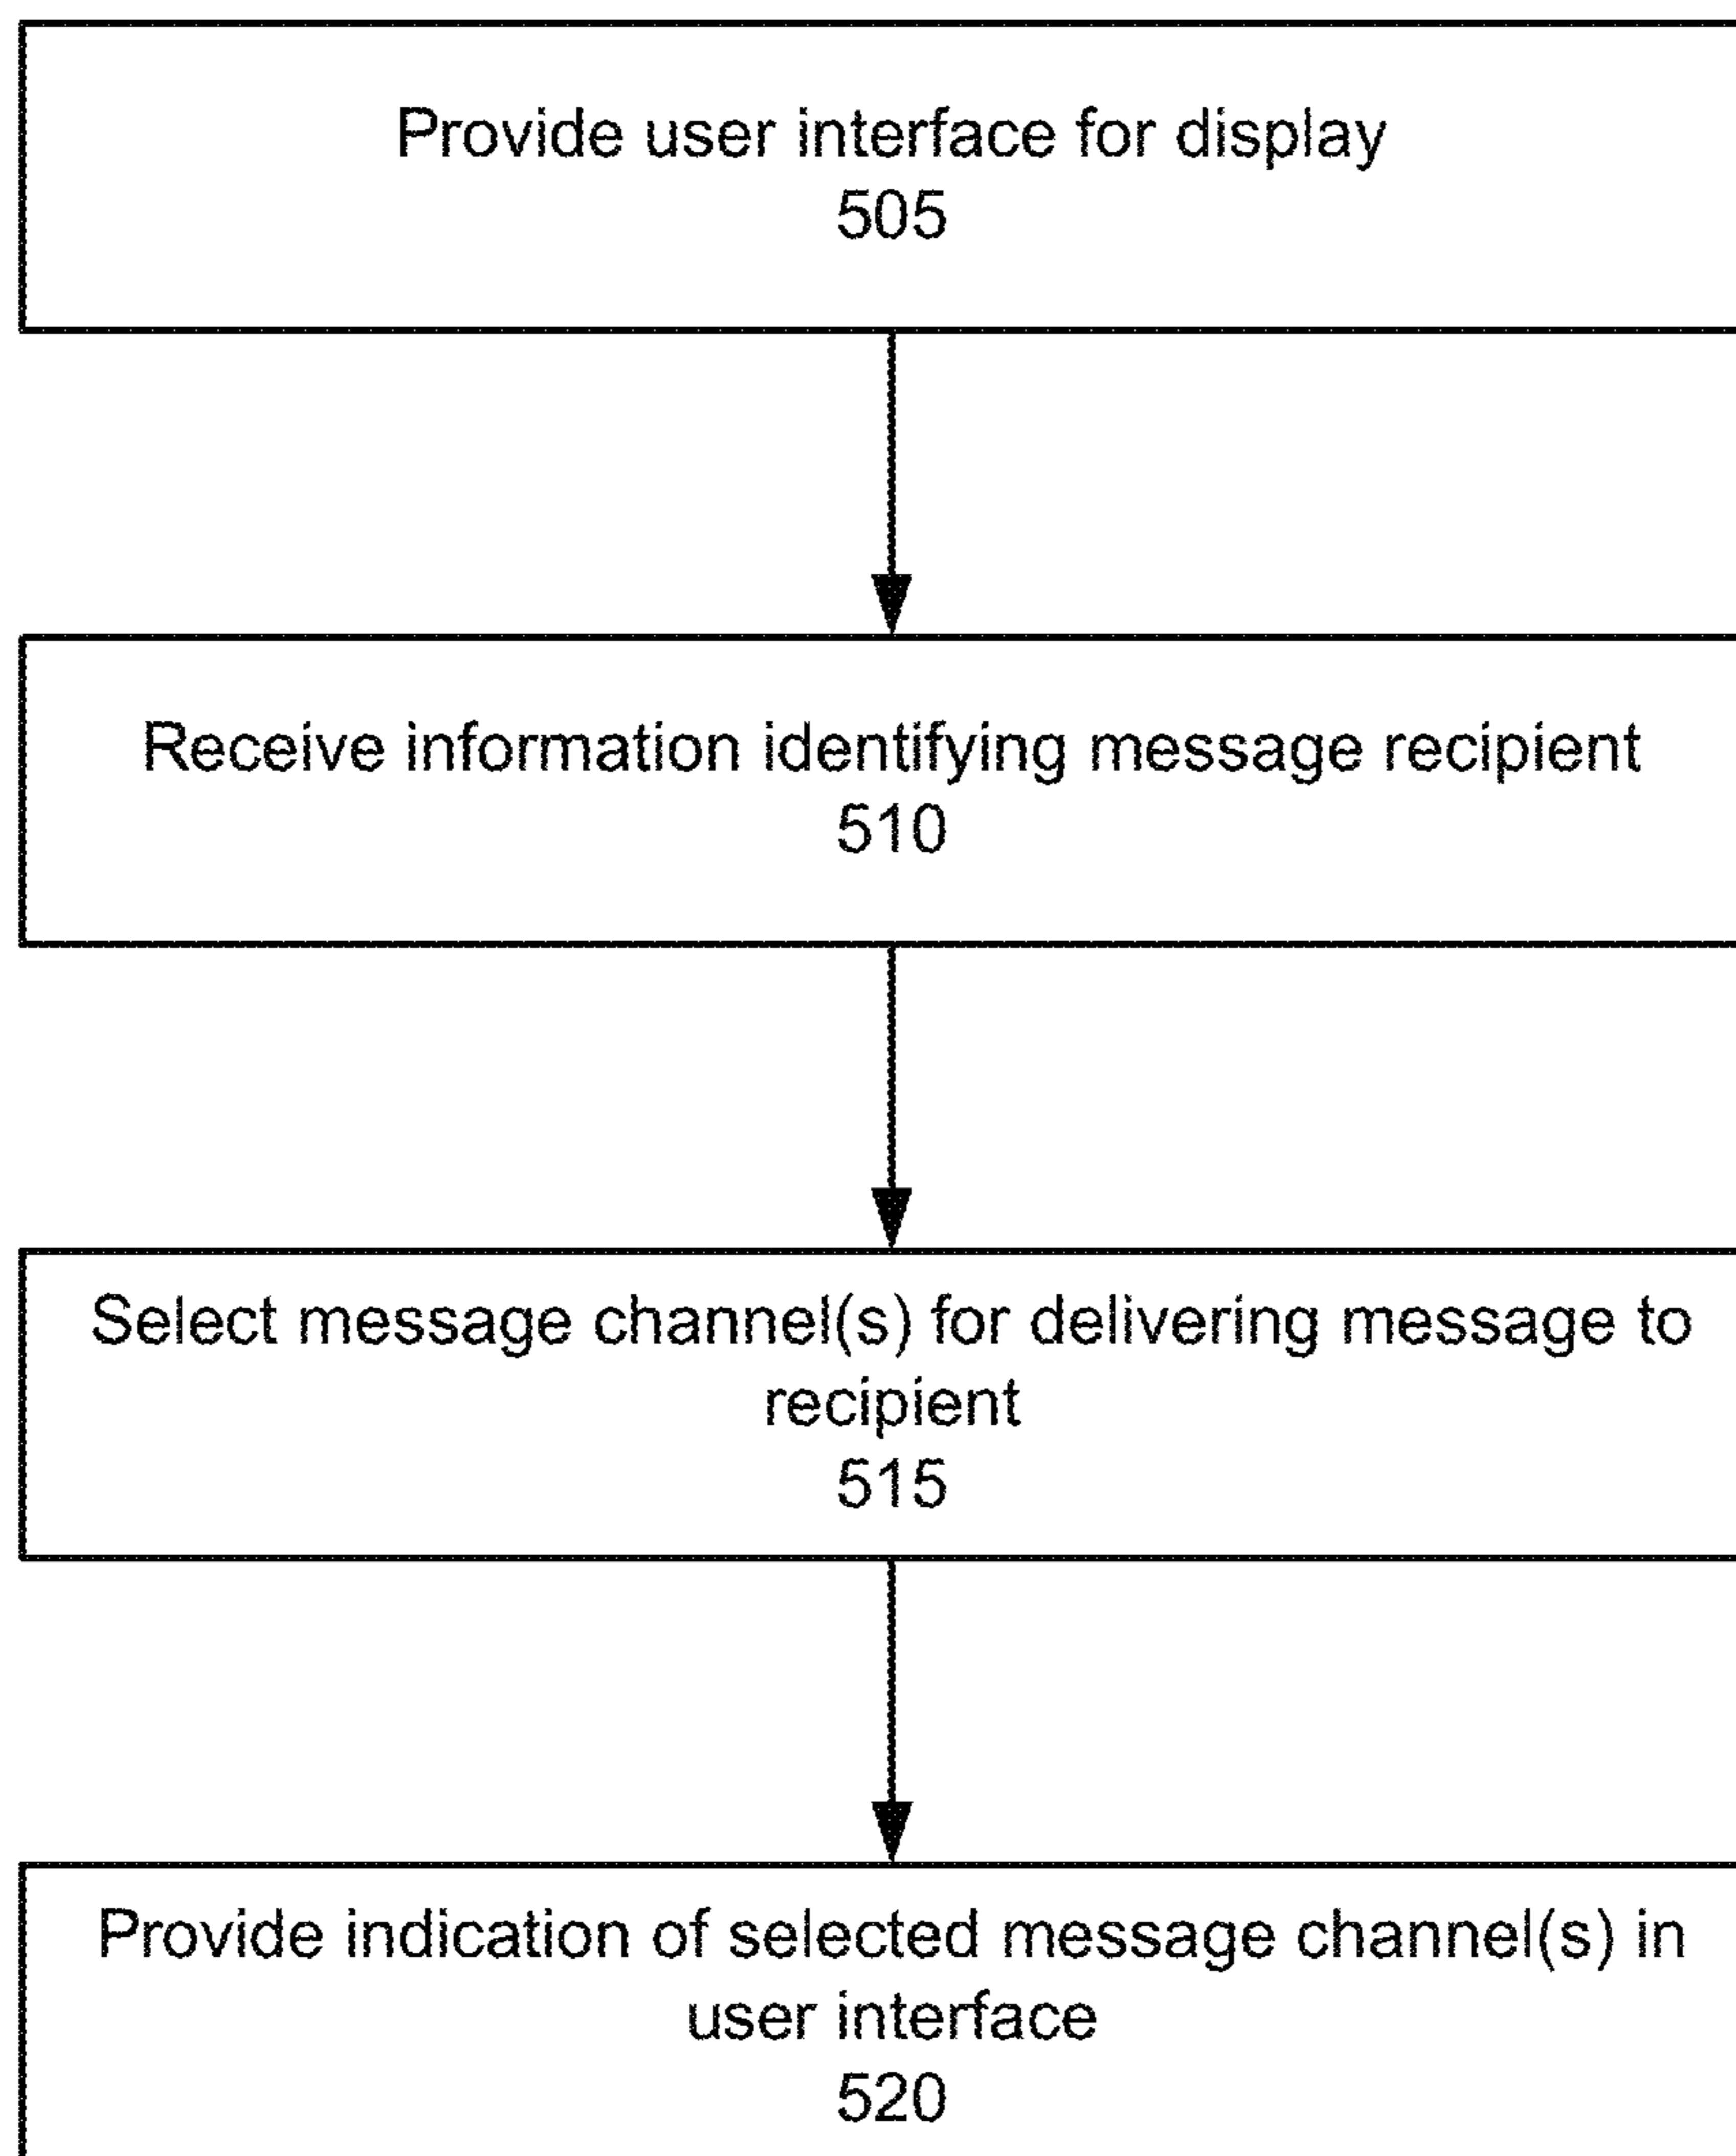 Provide user interface for display
505
Receive information identifying message recipient
510
Select message channel(s) for delivering message to
recipient
515
Provide indication of selected message channel(s) in
user interface
520